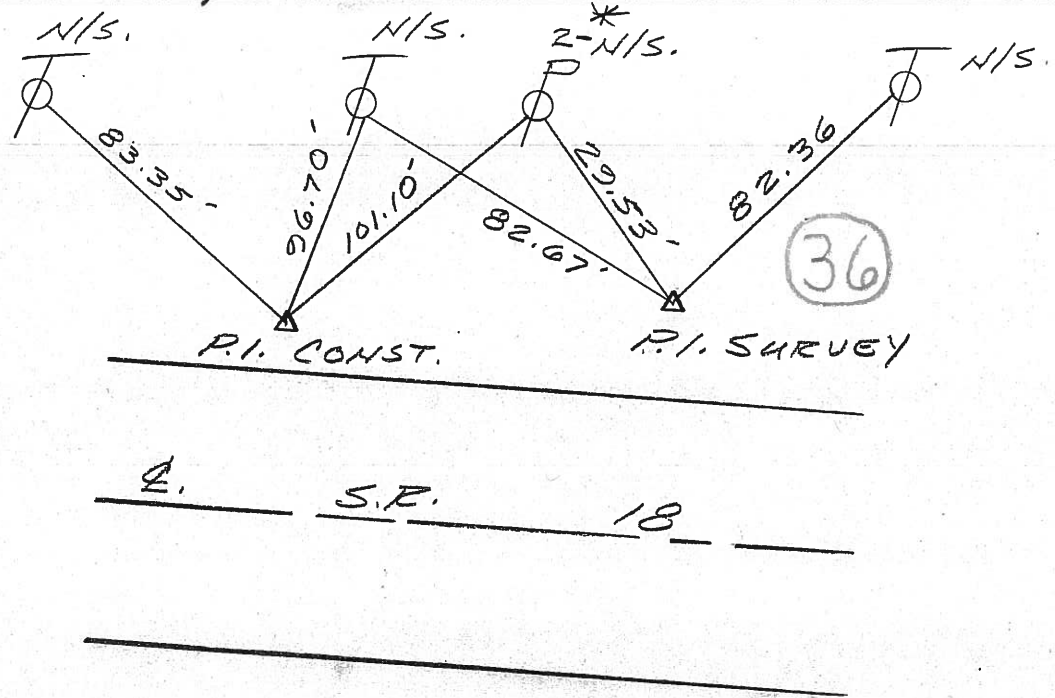 N/S.
N/S.
2-N/S.
*
N/S.
P
83.35'
96.70'
101.10'
82.67'
29.53'
82.36
36
P.I. CONST.
P.I. SURVEY
℄. S.R. 18